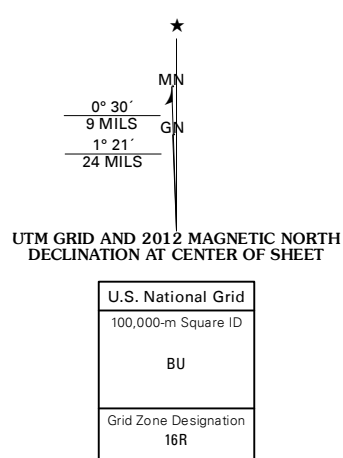 ★
MN
0° 30´
9 MILS
GN
1° 21´
24 MILS
UTM GRID AND 2012 MAGNETIC NORTH
DECLINATION AT CENTER OF SHEET
U.S. National Grid
100,000-m Square ID
BU
Grid Zone Designation
16R